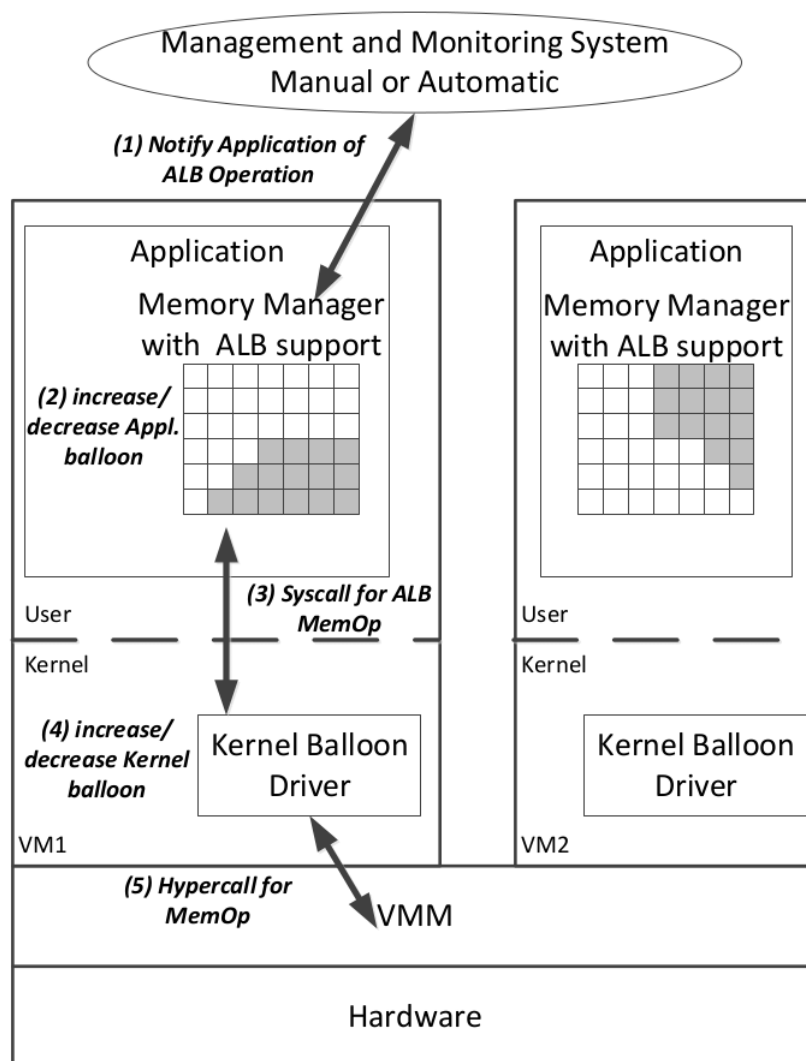 Management and Monitoring System
Manual or Automatic
(1) Notify Application of
ALB Operation
Application
Memory Manager
with ALB support
(2) increase/
decrease Appl.
balloon
(3) Syscall for ALB
MemOp
User
Kernel
(4) increase/
decrease Kernel
balloon
Kernel Balloon
Driver
VM1
Application
Memory Manager
with ALB support
User
Kernel
Kernel Balloon
Driver
VM2
(5) Hypercall for
MemOp
VMM
Hardware